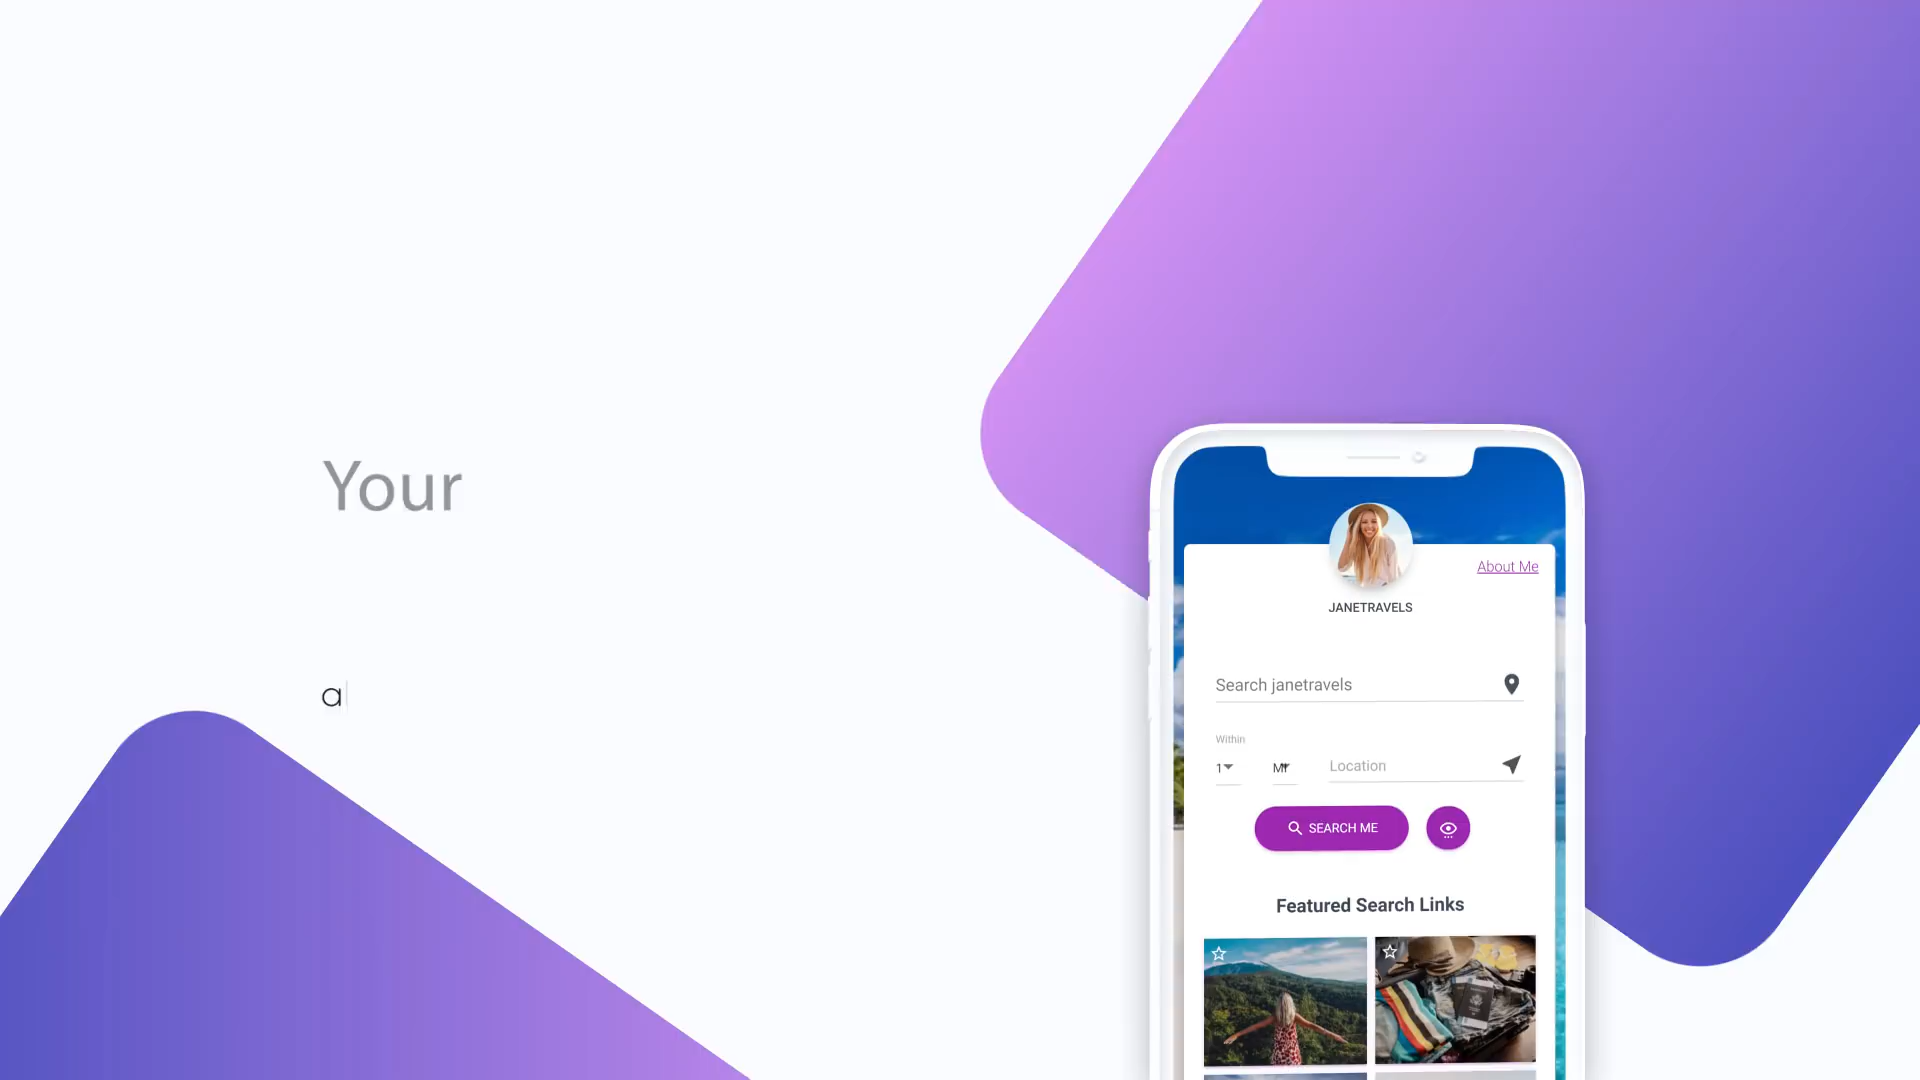 Your
a
About Me
JANETRAVELS
Search janetravels
Within
1
Location
SEARCH ME
Featured Search Links